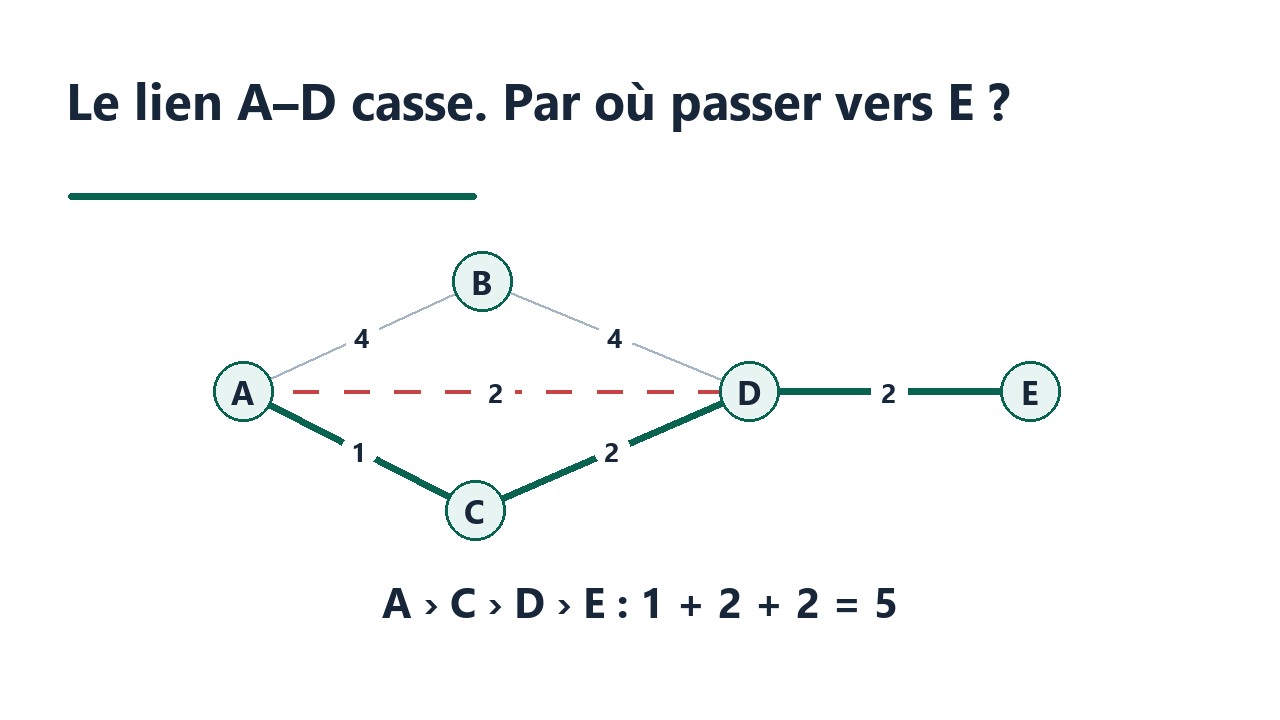 Le lien A–D casse. Par où passer vers E ?
B
4
4
A
2
D
2
E
1
2
C
A › C › D › E : 1 + 2 + 2 = 5